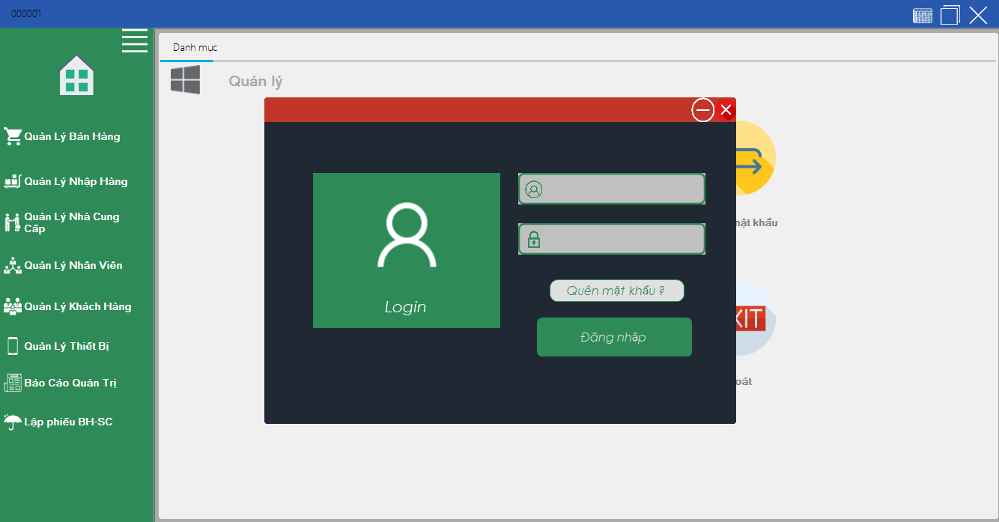 000001
Danh mục
Quản lý
Quản Lý Bán Hàng
Quản Lý Nhập Hàng
Quản Lý Nhà Cung
Cấp
Quản Lý Nhân Viên
Quản Lý Khách Hàng
Quản Lý Thiết Bị
Báo Cáo Quản Trị
Lập phiếu BH-SC
Login
Quên mật khẩu ?
Đăng nhập
mật khẩu
XIT
oát